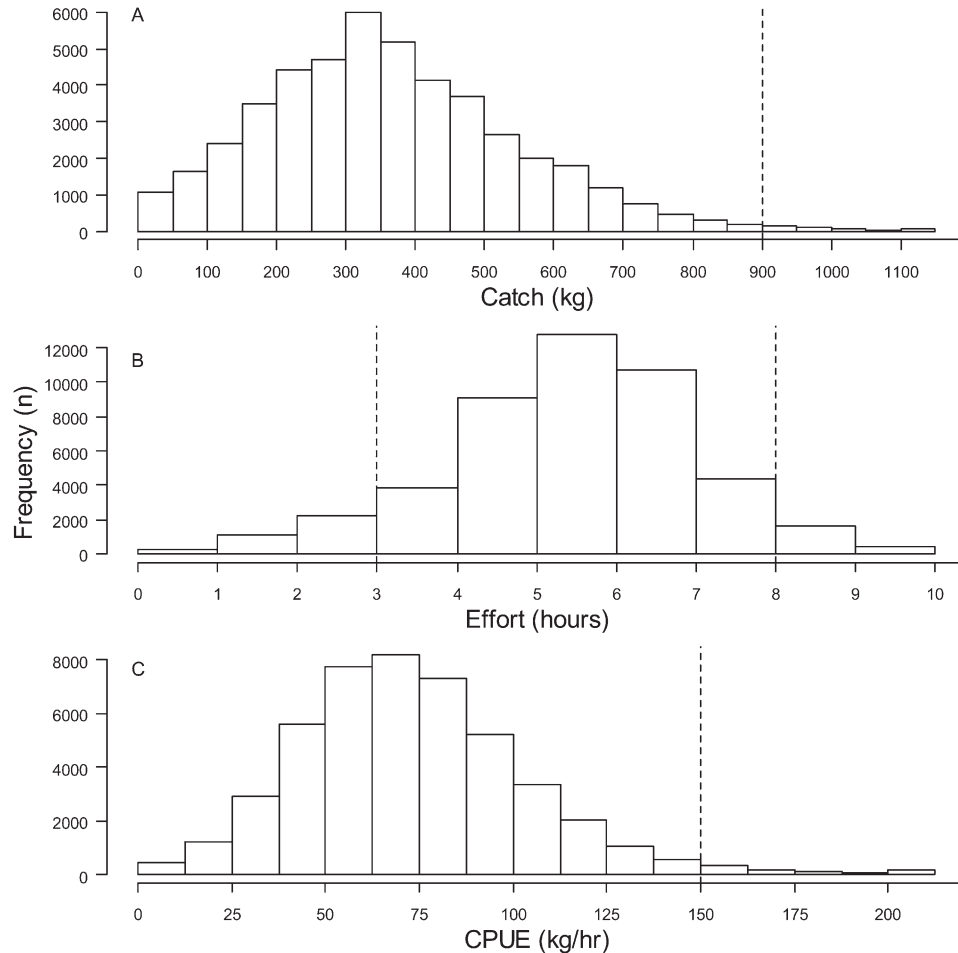 A
6000
5000
4000
3000
2000
1000
0
0 100 200 300 400 500 600 700 800 900 1000 1100
Catch (kg)
B
12000
10000
8000
6000
4000
2000
0
Frequency (n)
0 1 2 3 4 5 6 7 8 9 10
Effort (hours)
C
8000
6000
4000
2000
0
0 25 50 75 100 125 150 175 200
CPUE (kg/hr)